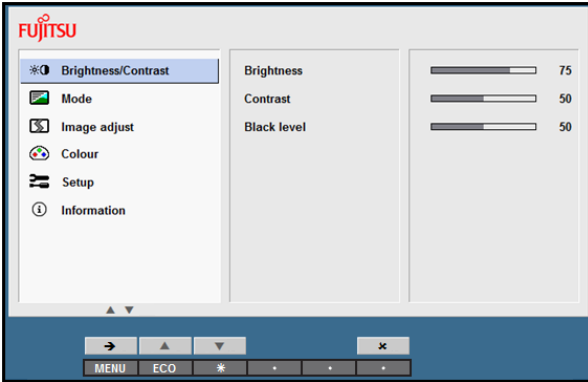 FUJITSU
Brightness/Contrast
Mode
Image adjust
Colour
Setup
Information
Brightness 75
Contrast 50
Black level 50
MENU ECO